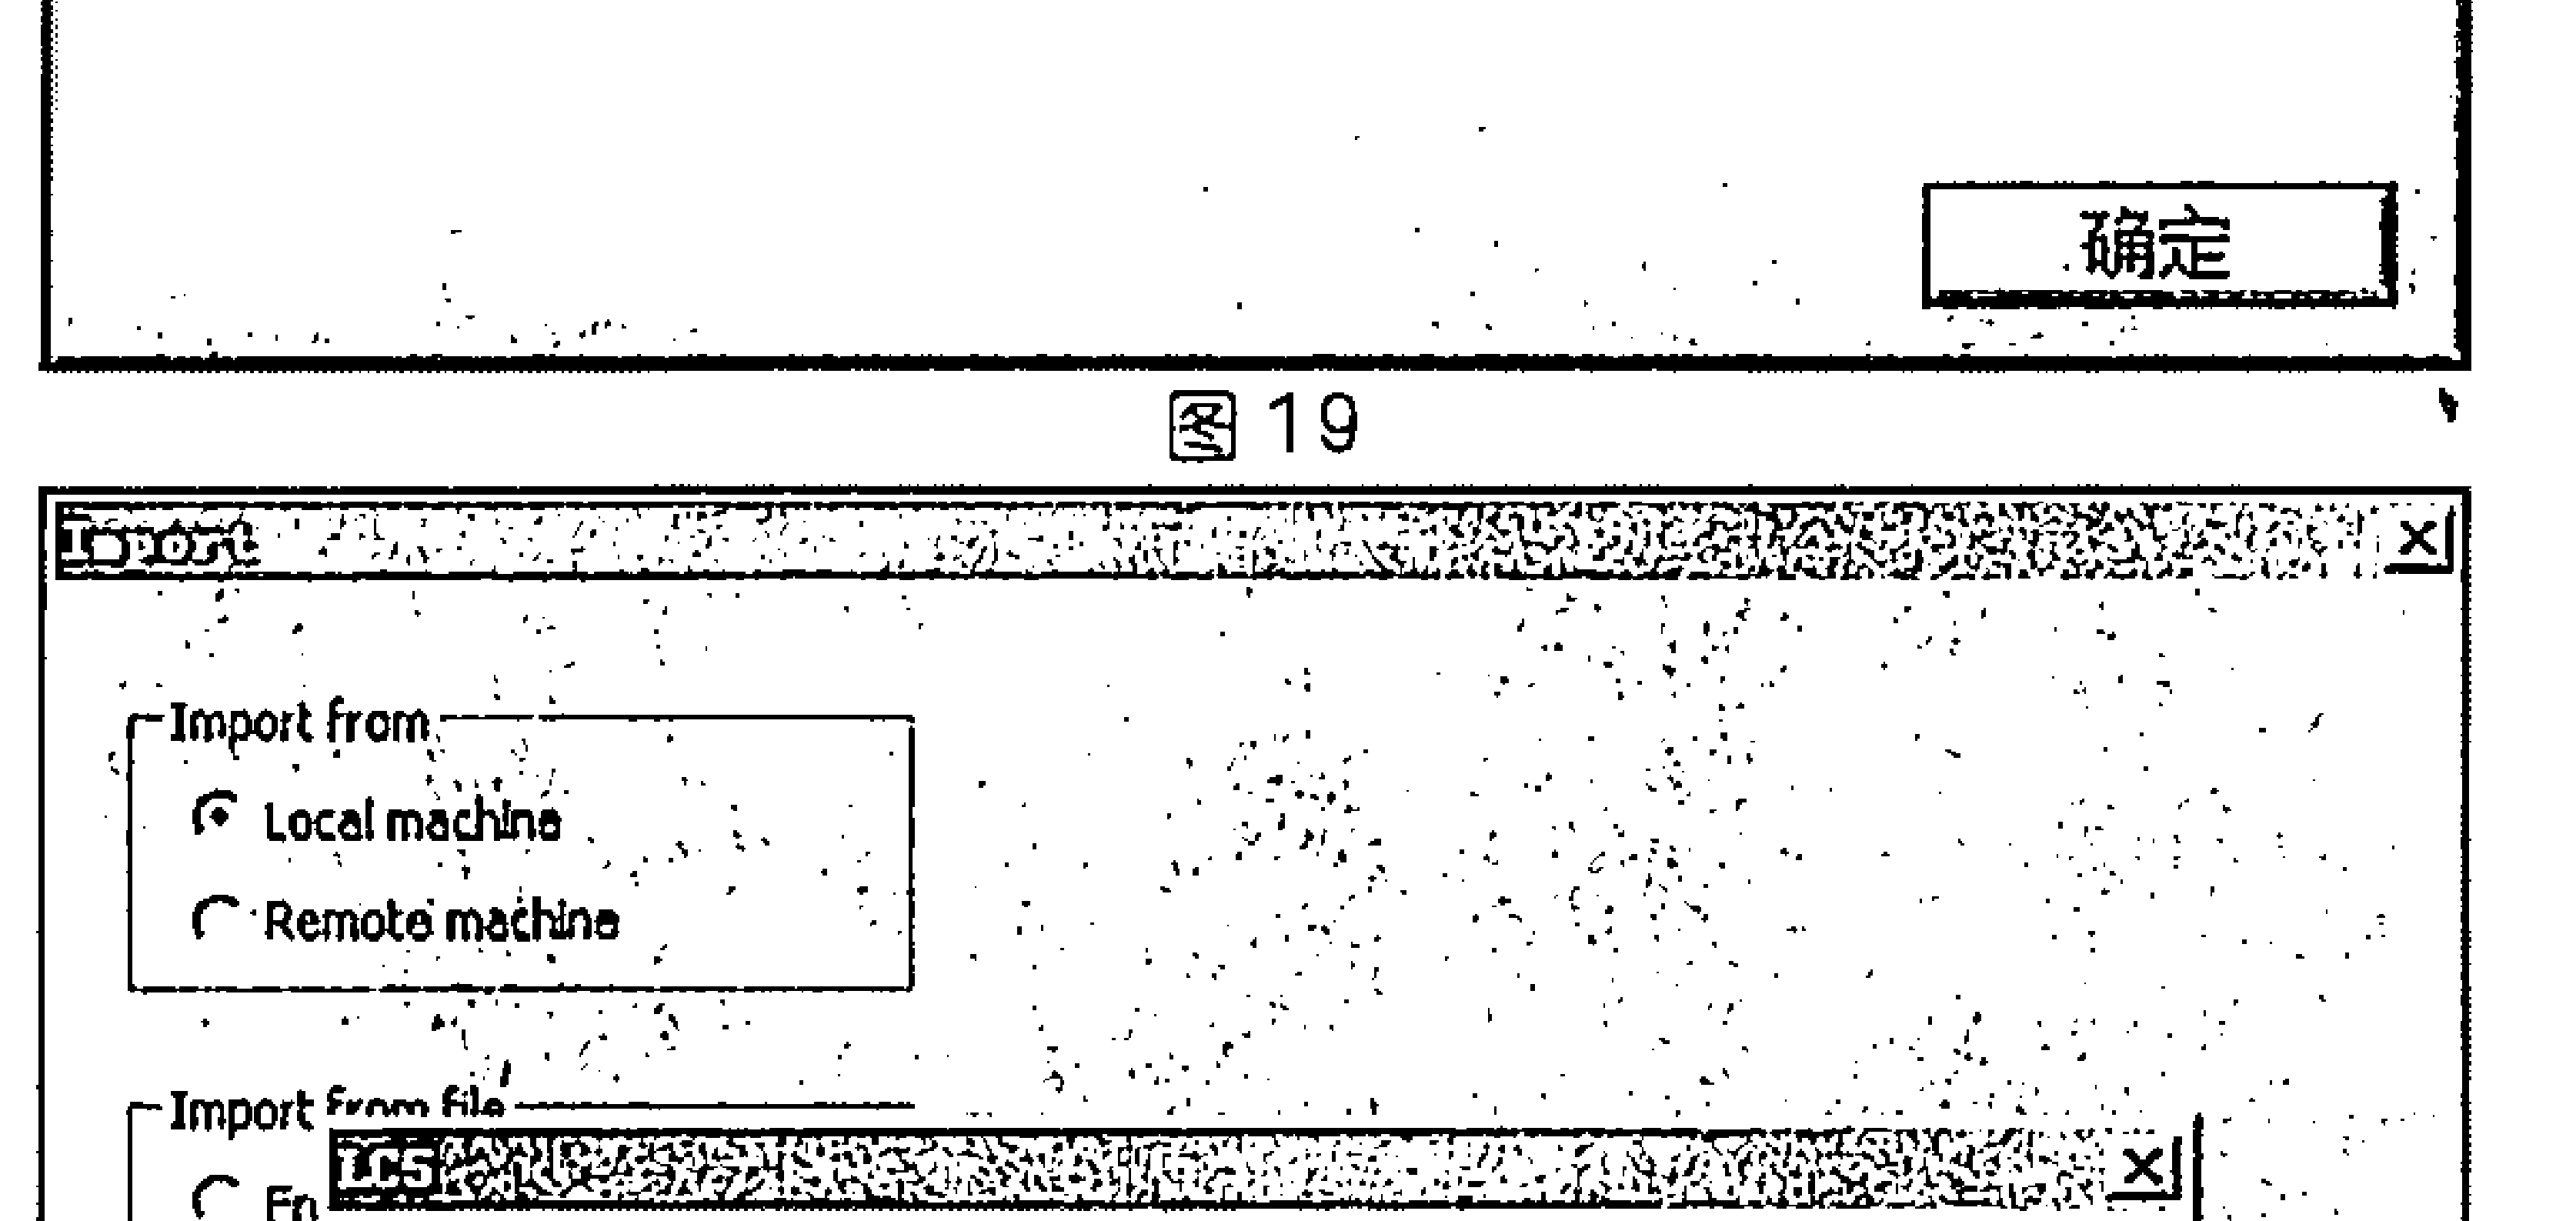 确定
图 19
Import
Import from
Local machine
Remote machine
Import from file
LC5